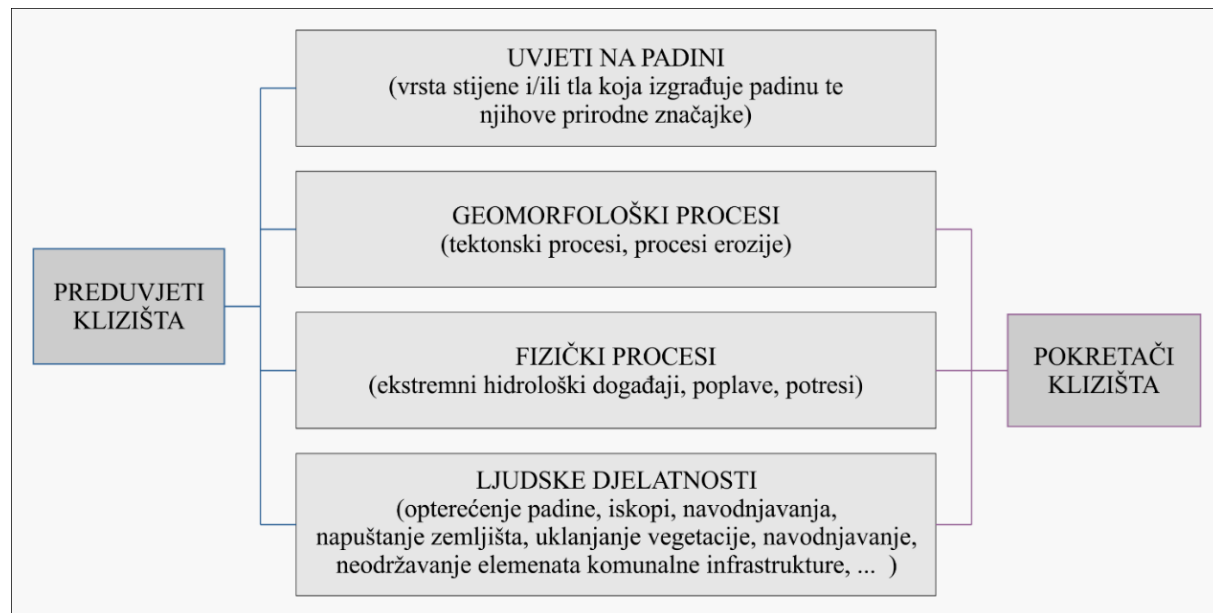 UVJETI NA PADINI
(vrsta stijene i/ili tla koja izgrađuje padinu te
njihove prirodne značajke)
GEOMORFOLOŠKI PROCESI
(tektonski procesi, procesi erozije)
PREDUVJETI
KLIZIŠTA
FIZIČKI PROCESI
(ekstremni hidrološki događaji, poplave, potresi)
POKRETAČI
KLIZIŠTA
LJUDSKE DJELATNOSTI
(opterećenje padine, iskopi, navodnjavanja,
napuštanje zemljišta, uklanjanje vegetacije, navodnjavanje,
neodržavanje elemenata komunalne infrastrukture, ... )